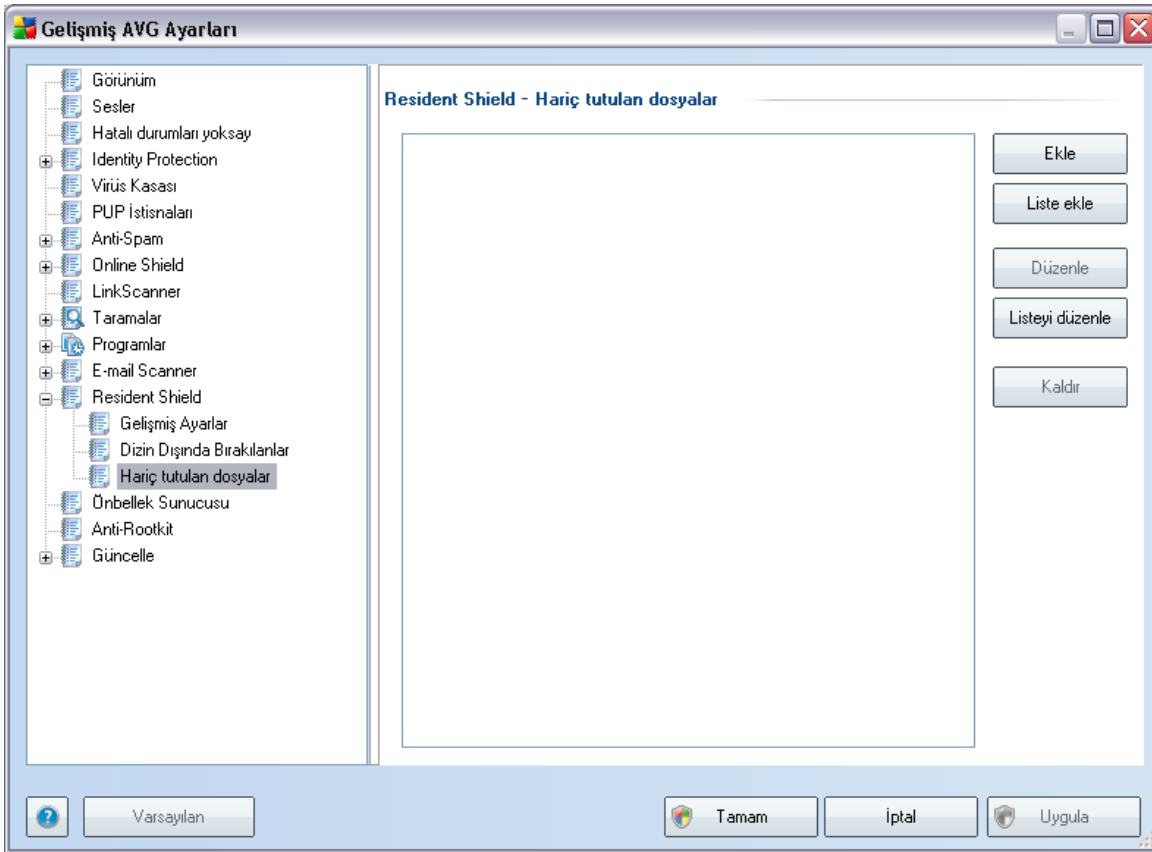 Gelişmiş AVG Ayarları
Görünüm
Sesler
Hatalı durumları yoksay
Identity Protection
Virüs Kasası
PUP İstisnaları
Anti-Spam
Online Shield
LinkScanner
Taramalar
Programlar
E-mail Scanner
Resident Shield
Gelişmiş Ayarlar
Dizin Dışında Bırakılanlar
Hariç tutulan dosyalar
Önbellek Sunucusu
Anti-Rootkit
Güncelle
Resident Shield - Hariç tutulan dosyalar
Ekle
Liste ekle
Düzenle
Listeyi düzenle
Kaldır
Varsayılan
Tamam
İptal
Uygula